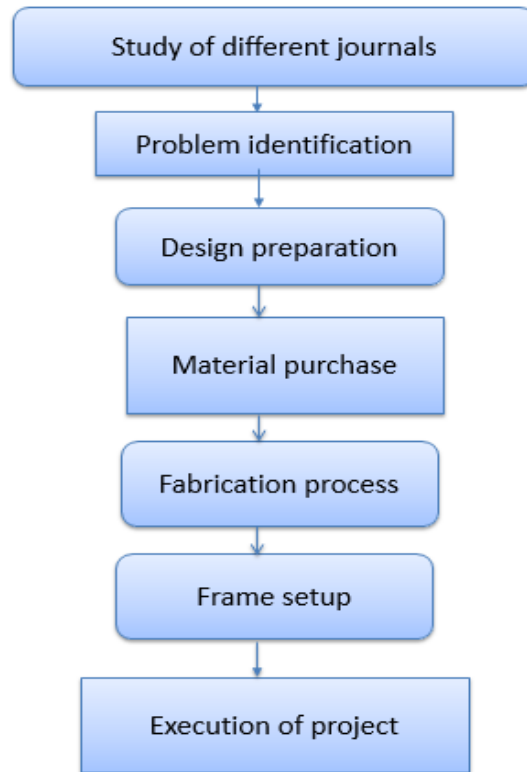 Study of different journals
Problem identification
Design preparation
Material purchase
Fabrication process
Frame setup
Execution of project